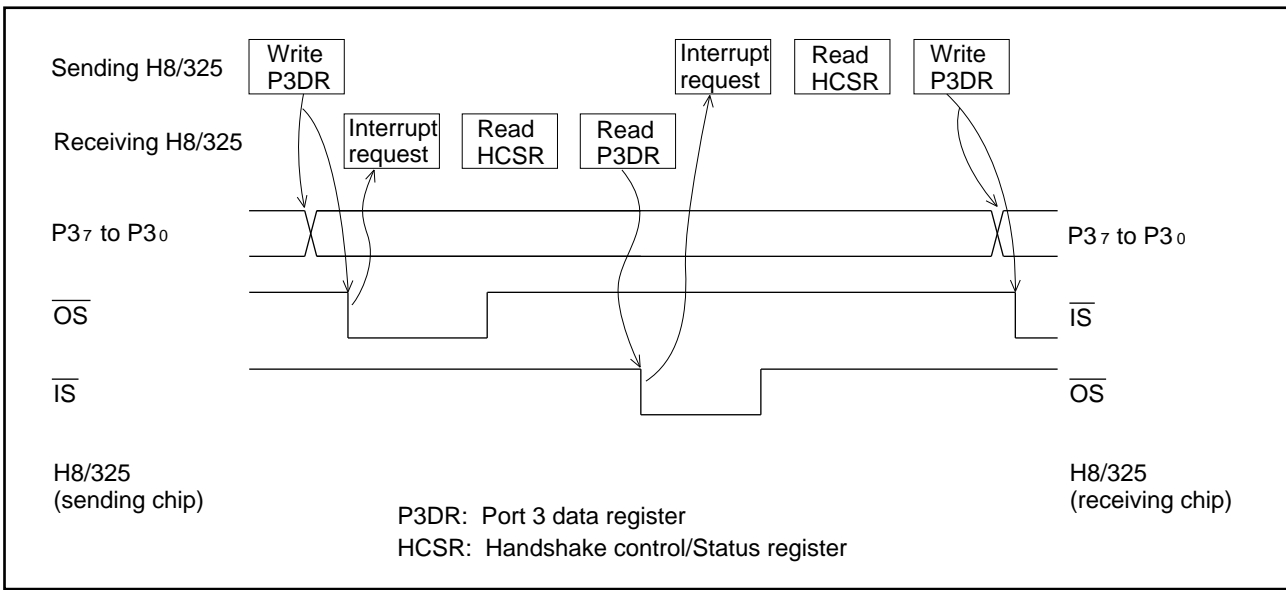 Sending H8/325
Write
P3DR
Interrupt
request
Read
HCSR
Write
P3DR
Receiving H8/325
Interrupt
request
Read
HCSR
Read
P3DR
P37 to P30
P37 to P30
OS
IS
IS
OS
H8/325
(sending chip)
H8/325
(receiving chip)
P3DR: Port 3 data register
HCSR: Handshake control/Status register